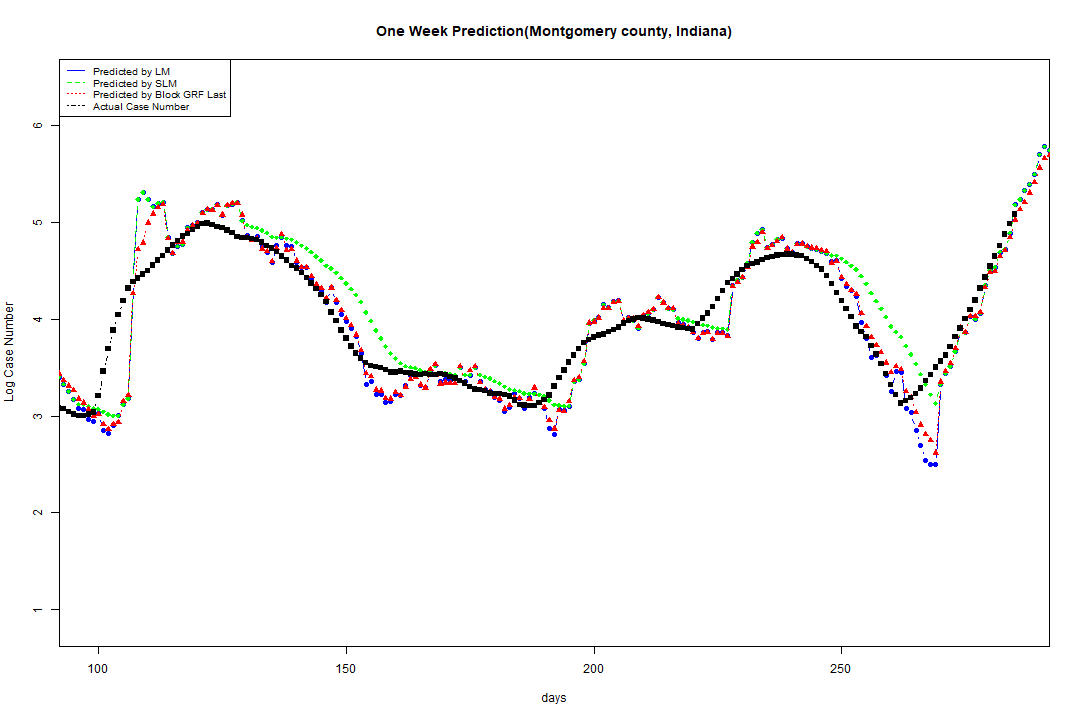 One Week Prediction(Montgomery county, Indiana)
Predicted by LM
Predicted by SLM
Predicted by Block GRF Last
Actual Case Number
Log Case Number
6
5
4
3
2
1
100 150 200 250
days